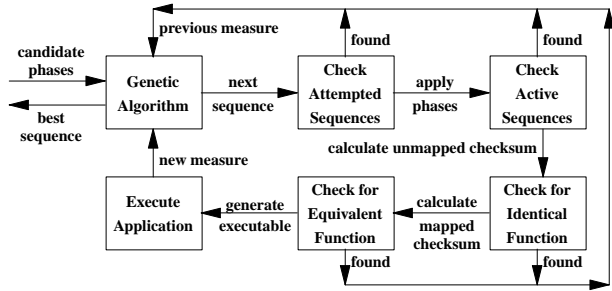 previous measure
found
found
candidate
phases
Genetic
Algorithm
next
sequence
Check
Attempted
Sequences
apply
phases
Check
Active
Sequences
best
sequence
calculate unmapped checksum
new measure
Execute
Application
generate
executable
Check for
Equivalent
Function
calculate
mapped
checksum
Check for
Identical
Function
found
found